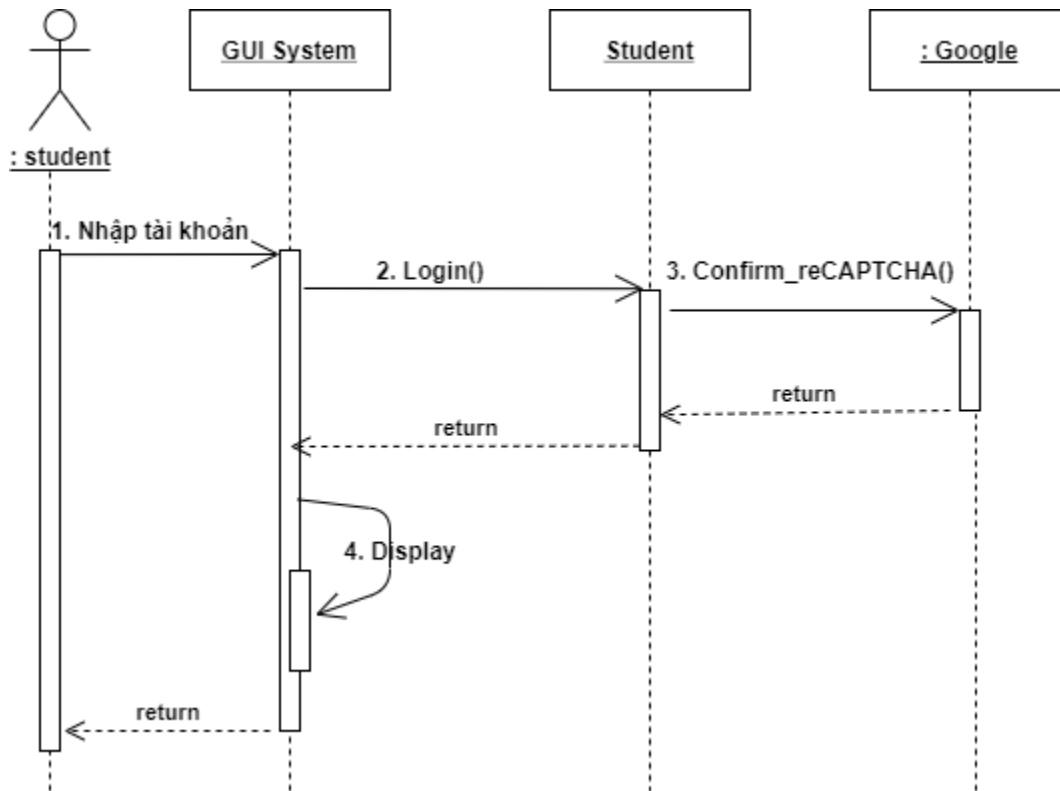 GUI System
Student
: Google
: student
1. Nhập tài khoản
2. Login()
3. Confirm_reCAPTCHA()
return
return
4. Display
return